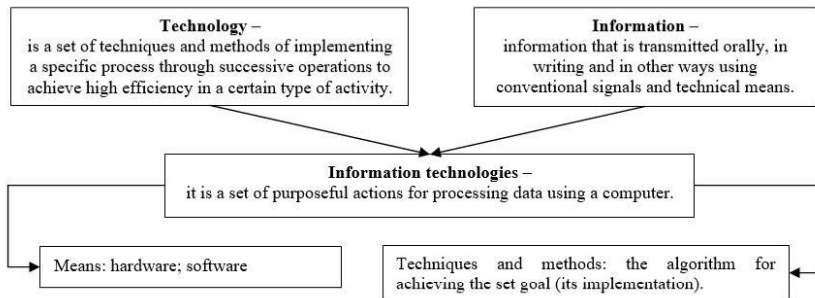 Technology –
is a set of techniques and methods of implementing
a specific process through successive operations to
achieve high efficiency in a certain type of activity.
Information –
information that is transmitted orally, in
writing and in other ways using
conventional signals and technical means.
Information technologies –
it is a set of purposeful actions for processing data using a computer.
Means: hardware; software
Techniques and methods: the algorithm for
achieving the set goal (its implementation).